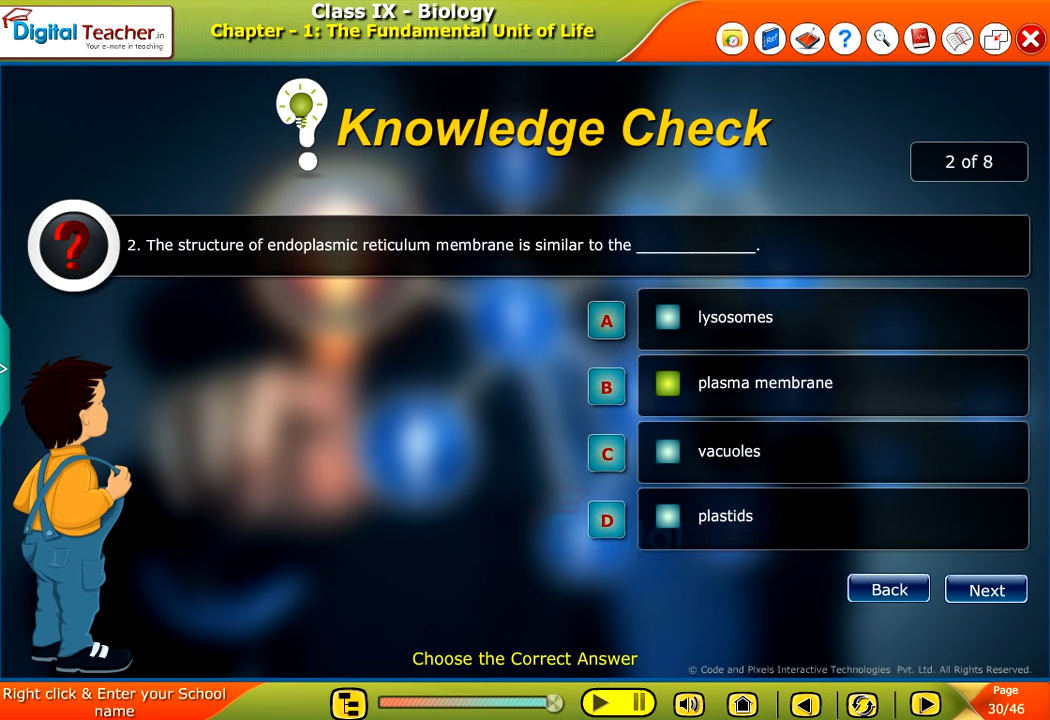 Class IX - Biology
Chapter - 1: The Fundamental Unit of Life
Digital Teacher.in
Your e-mate in teaching
Ref
?
Knowledge Check
2 of 8
?
2. The structure of endoplasmic reticulum membrane is similar to the _____________.
A lysosomes
B plasma membrane
C vacuoles
D plastids
Back Next
Choose the Correct Answer
© Code and Pixels Interactive Technologies Pvt. Ltd. All Rights Reserved.
Right click & Enter your School
name
Page
30/46